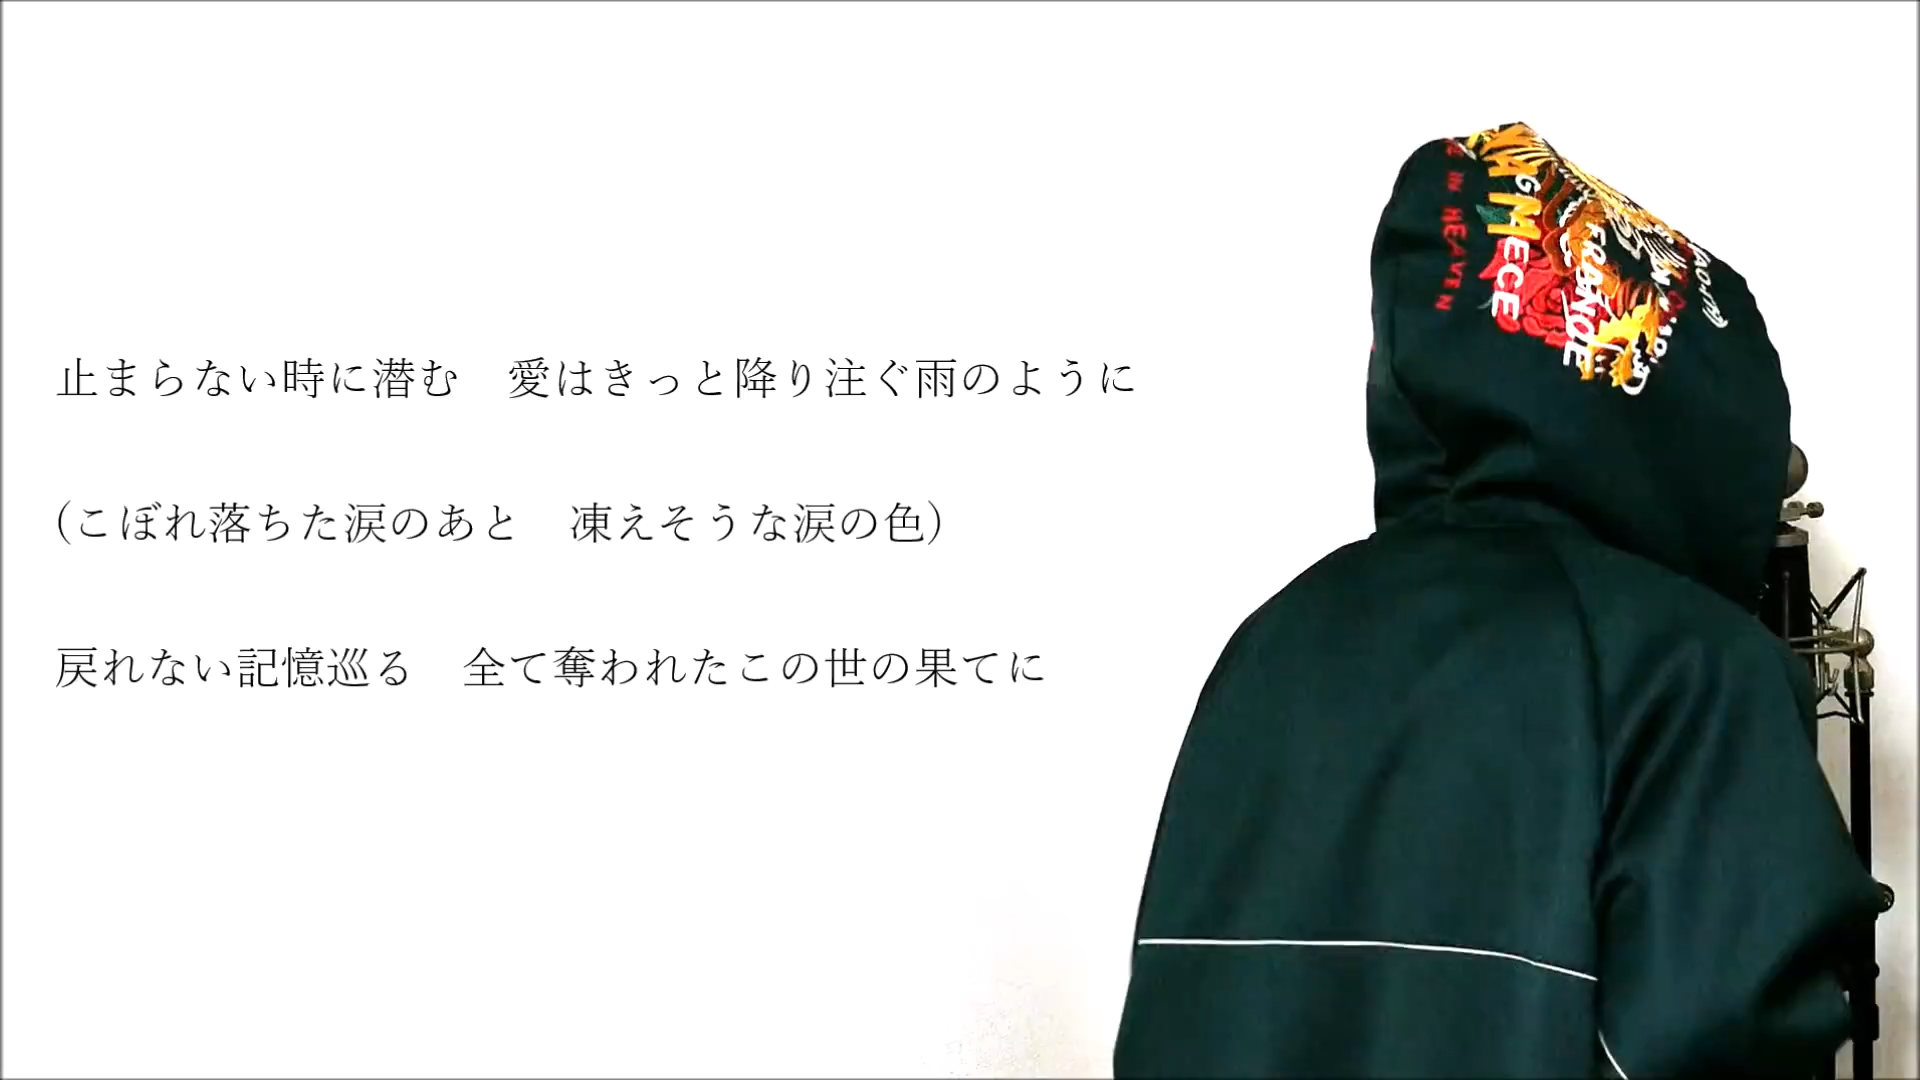 止まらない時に潜む　愛はきっと降り注ぐ雨のように
(こぼれ落ちた涙のあと　凍えそうな涙の色)
戻れない記憶巡る　全て奪われたこの世の果てに
IN HEAVEN